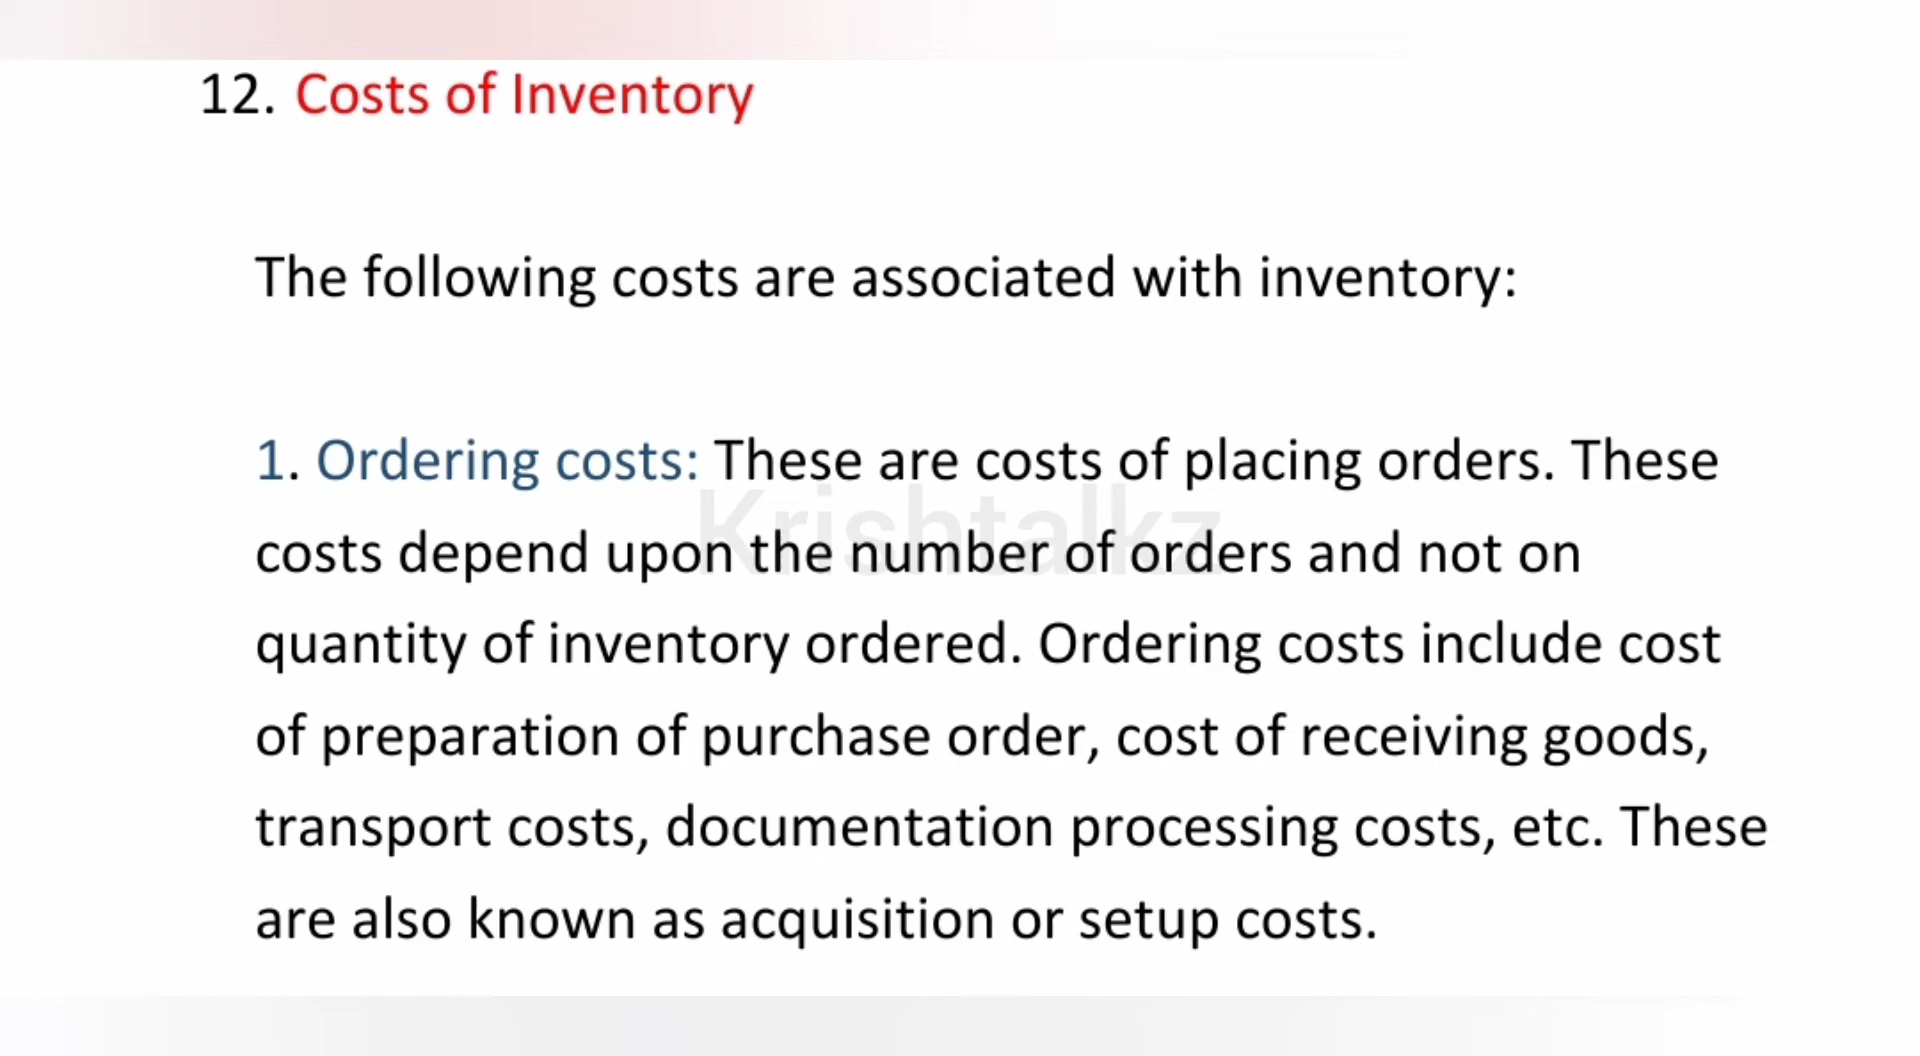 12. Costs of Inventory
The following costs are associated with inventory:
1. Ordering costs: These are costs of placing orders. These
costs depend upon the number of orders and not on
quantity of inventory ordered. Ordering costs include cost
of preparation of purchase order, cost of receiving goods,
transport costs, documentation processing costs, etc. These
are also known as acquisition or setup costs.
Krishtalkz